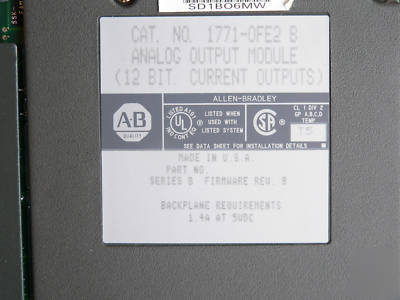 SD1B06MW
CAT. NO. 1771-OFE2 B
ANALOG OUTPUT MODULE
(12 BIT. CURRENT OUTPUTS)
ALLEN-BRADLEY
A-B
QUALITY
UL
LISTED WHEN
USED WITH
LISTED SYSTEM
CL I DIV 2
GP A,B,C,D
TEMP
T5
SEE DATA SHEET FOR INSTALLATION DETAILS
MADE IN U.S.A.
PART NO.
SERIES B FIRMWARE REV. B
BACKPLANE REQUIREMENTS
1.4A AT 5VDC